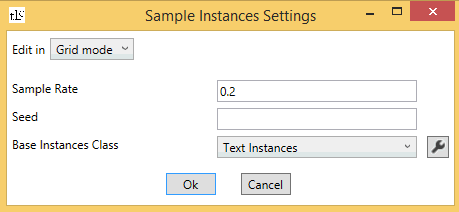 Sample Instances Settings
Edit in Grid mode
Sample Rate 0.2
Seed
Base Instances Class Text Instances
Ok Cancel